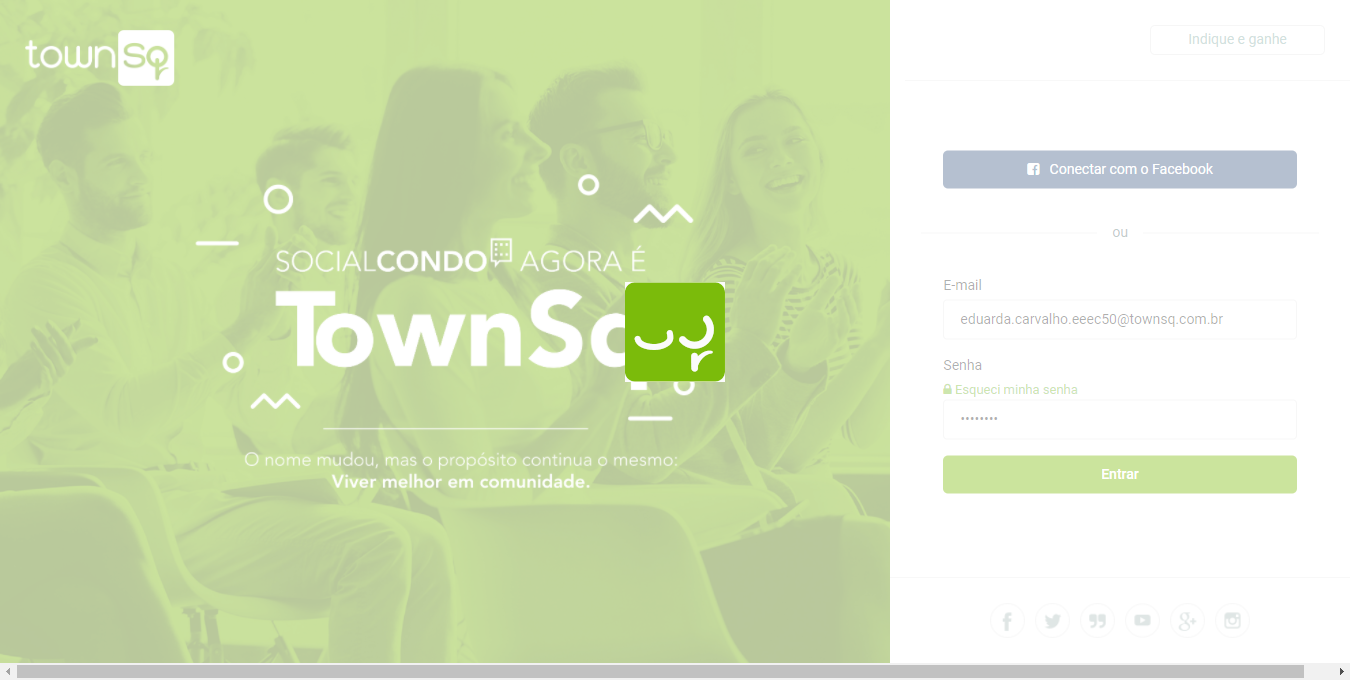 townSq
Indique e ganhe
Conectar com o Facebook
ou
SOCIALCONDO AGORA É
TownSq
E-mail
eduarda.carvalho.eeec50@townsq.com.br
Senha
Esqueci minha senha
••••••••
Entrar
O nome mudou, mas o propósito continua o mesmo:
Viver melhor em comunidade.